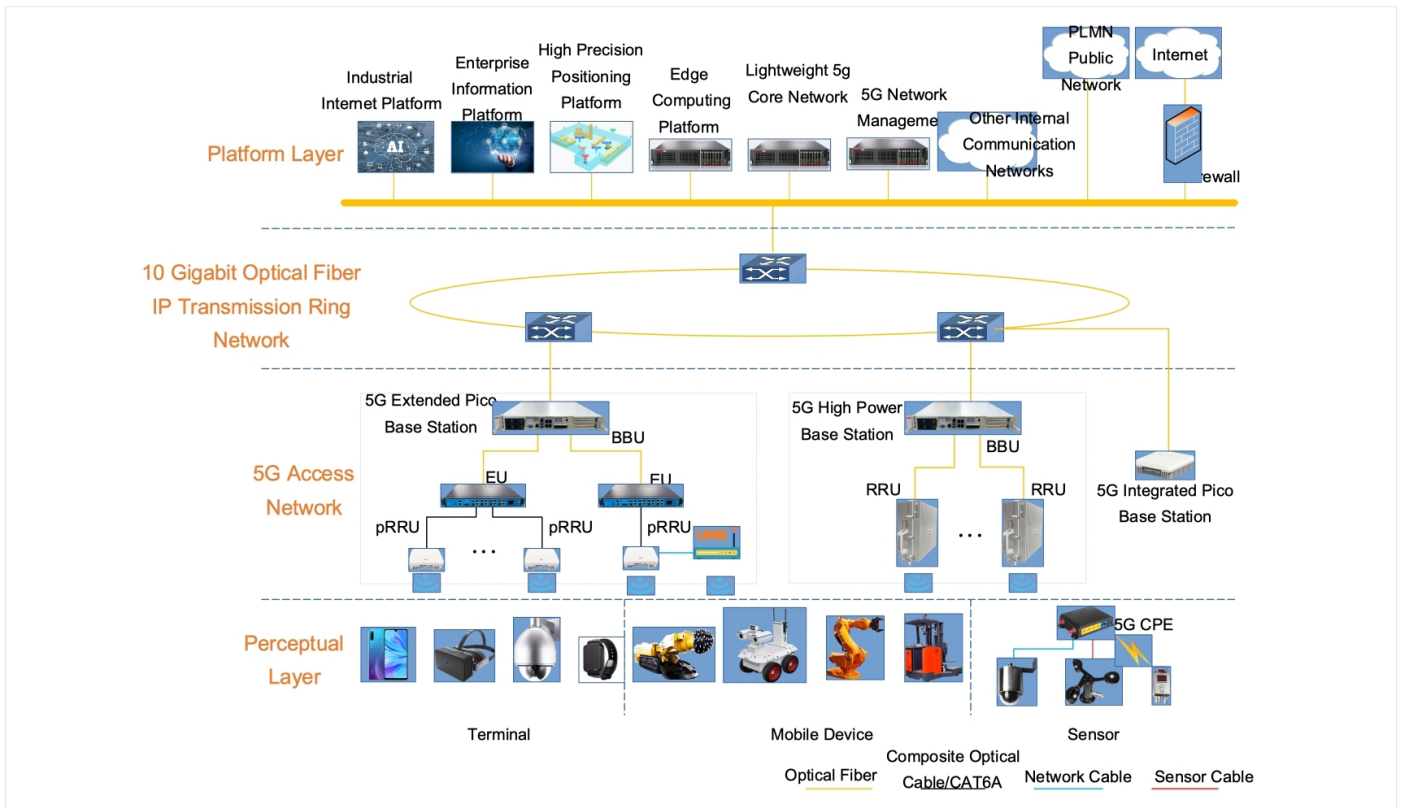 Industrial
Internet Platform
Enterprise
Information
Platform
High Precision
Positioning
Platform
Edge
Computing
Platform
Lightweight 5g
Core Network
5G Network
Manageme
Other Internal
Communication
Networks
PLMN
Public
Network
Internet
rewall
Platform Layer
AI
10 Gigabit Optical Fiber
IP Transmission Ring
Network
5G Extended Pico
Base Station
BBU
5G High Power
Base Station
BBU
5G Access
Network
EU
EU
RRU
RRU
5G Integrated Pico
Base Station
pRRU
...
pRRU
pRRU
UWB
...
Perceptual
Layer
5G CPE
Terminal
Mobile Device
Sensor
Optical Fiber
Composite Optical
Cable/CAT6A
Network Cable
Sensor Cable